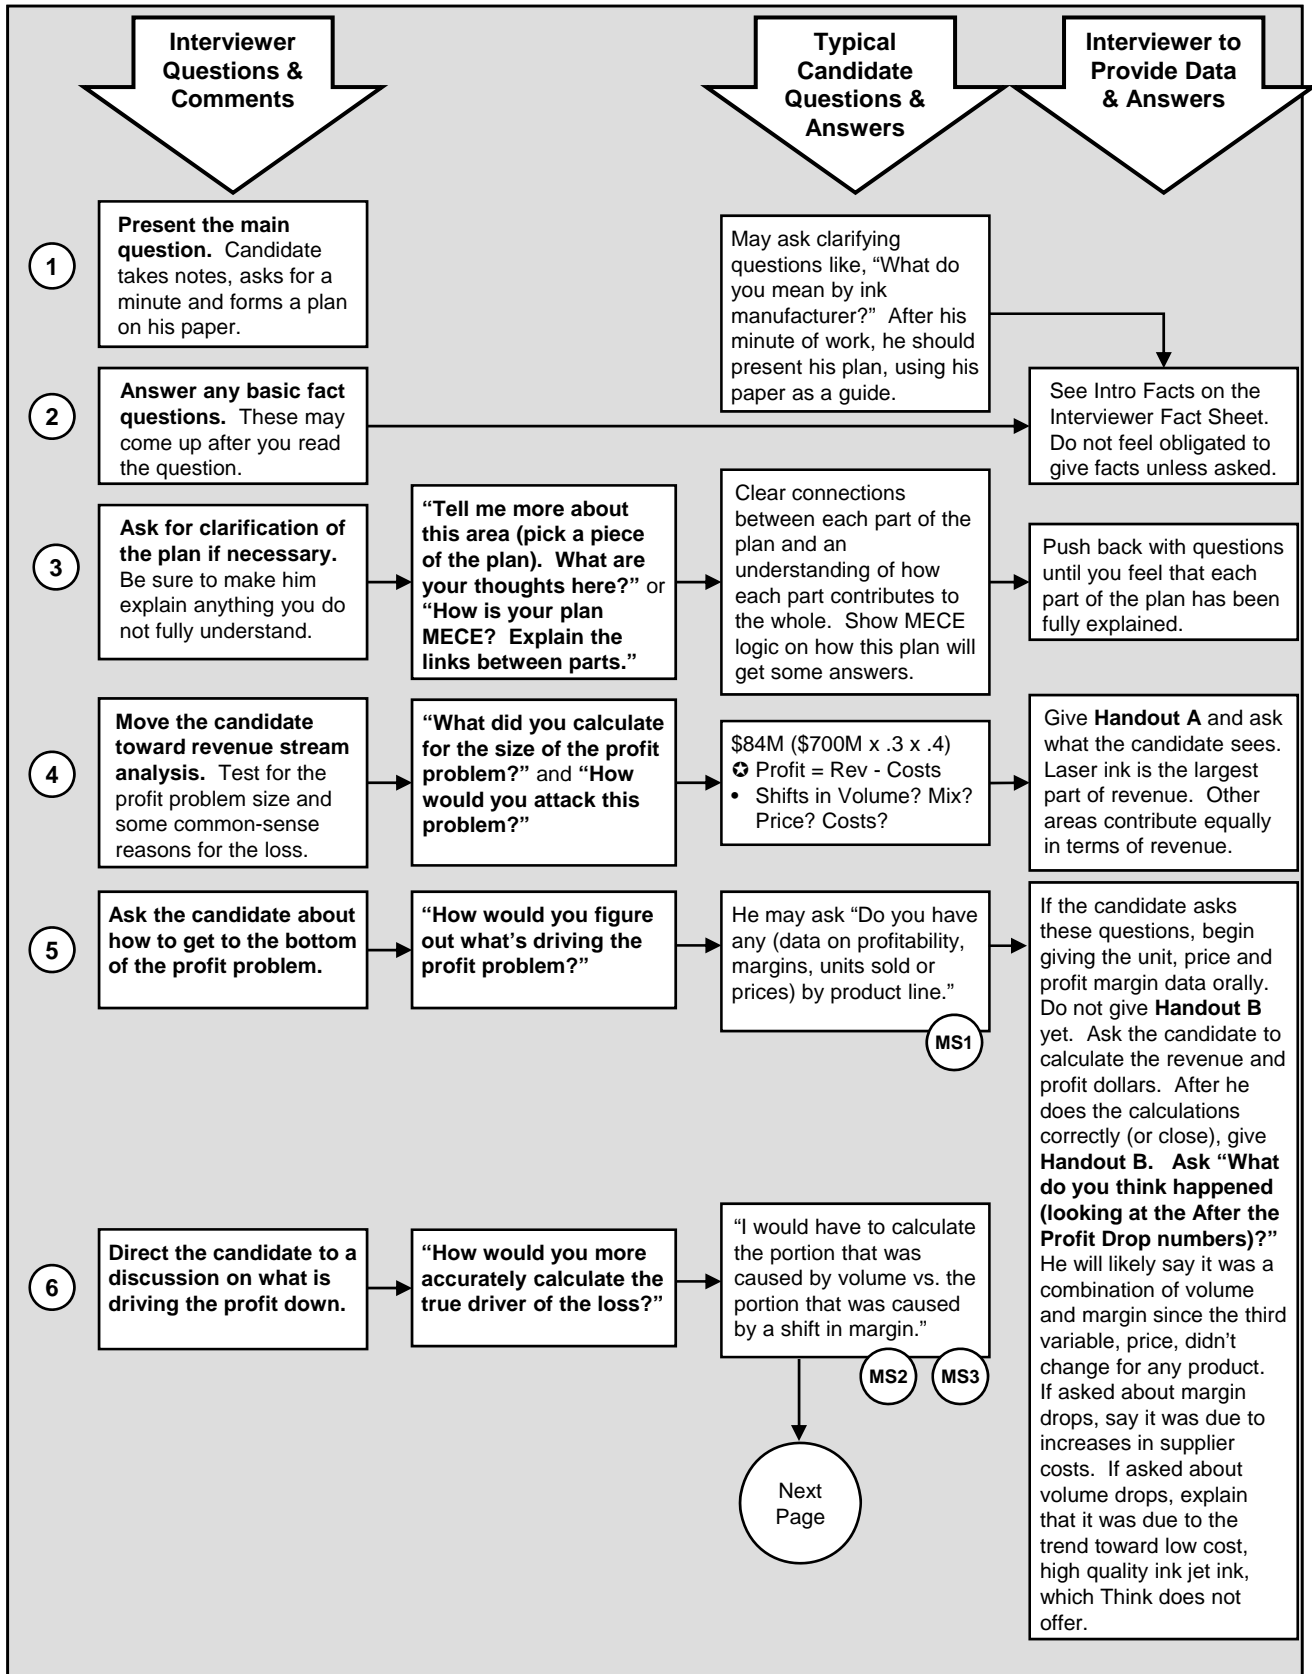 Interviewer
Questions &
Comments
Typical
Candidate
Questions &
Answers
Interviewer to
Provide Data
& Answers
1
Present the main
question. Candidate
takes notes, asks for a
minute and forms a plan
on his paper.
May ask clarifying
questions like, “What do
you mean by ink
manufacturer?” After his
minute of work, he should
present his plan, using his
paper as a guide.
2
Answer any basic fact
questions. These may
come up after you read
the question.
See Intro Facts on the
Interviewer Fact Sheet.
Do not feel obligated to
give facts unless asked.
3
Ask for clarification of
the plan if necessary.
Be sure to make him
explain anything you do
not fully understand.
“Tell me more about
this area (pick a piece
of the plan). What are
your thoughts here?” or
“How is your plan
MECE? Explain the
links between parts.”
Clear connections
between each part of the
plan and an
understanding of how
each part contributes to
the whole. Show MECE
logic on how this plan will
get some answers.
Push back with questions
until you feel that each
part of the plan has been
fully explained.
4
Move the candidate
toward revenue stream
analysis. Test for the
profit problem size and
some common-sense
reasons for the loss.
“What did you calculate
for the size of the profit
problem?” and “How
would you attack this
problem?”
$84M ($700M x .3 x .4)
✪ Profit = Rev - Costs
• Shifts in Volume? Mix?
Price? Costs?
Give Handout A and ask
what the candidate sees.
Laser ink is the largest
part of revenue. Other
areas contribute equally
in terms of revenue.
5
Ask the candidate about
how to get to the bottom
of the profit problem.
“How would you figure
out what’s driving the
profit problem?”
He may ask “Do you have
any (data on profitability,
margins, units sold or
prices) by product line.”
MS1
If the candidate asks
these questions, begin
giving the unit, price and
profit margin data orally.
Do not give Handout B
yet. Ask the candidate to
calculate the revenue and
profit dollars. After he
does the calculations
correctly (or close), give
Handout B. Ask “What
do you think happened
(looking at the After the
Profit Drop numbers)?”
He will likely say it was a
combination of volume
and margin since the third
variable, price, didn’t
change for any product.
If asked about margin
drops, say it was due to
increases in supplier
costs. If asked about
volume drops, explain
that it was due to the
trend toward low cost,
high quality ink jet ink,
which Think does not
offer.
6
Direct the candidate to a
discussion on what is
driving the profit down.
“How would you more
accurately calculate the
true driver of the loss?”
“I would have to calculate
the portion that was
caused by volume vs. the
portion that was caused
by a shift in margin.”
MS2
MS3
Next
Page